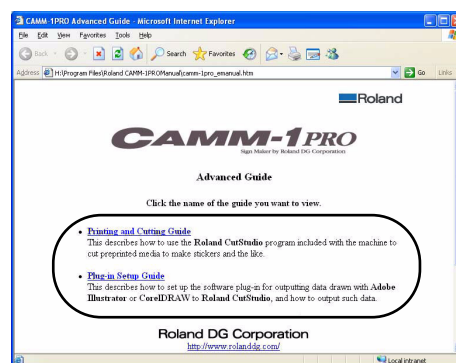 CAMM-1PRO Advanced Guide - Microsoft Internet Explorer
File Edit View Favorites Tools Help
Back Search Favorites
Address H:\Program Files\Roland CAMM-1PROManual\camm-1pro_emanual.htm Go Links
Roland
CAMM-1 PRO
Sign Maker by Roland DG Corporation
Advanced Guide
Click the name of the guide you want to view.
• Printing and Cutting Guide
This describes how to use the Roland CutStudio program included with the machine to
cut preprinted media to make stickers and the like.
• Plug-in Setup Guide
This describes how to set up the software plug-in for outputting data drawn with Adobe
Illustrator or CorelDRAW to Roland CutStudio, and how to output such data.
Roland DG Corporation
http://www.rolanddg.com/
Local intranet